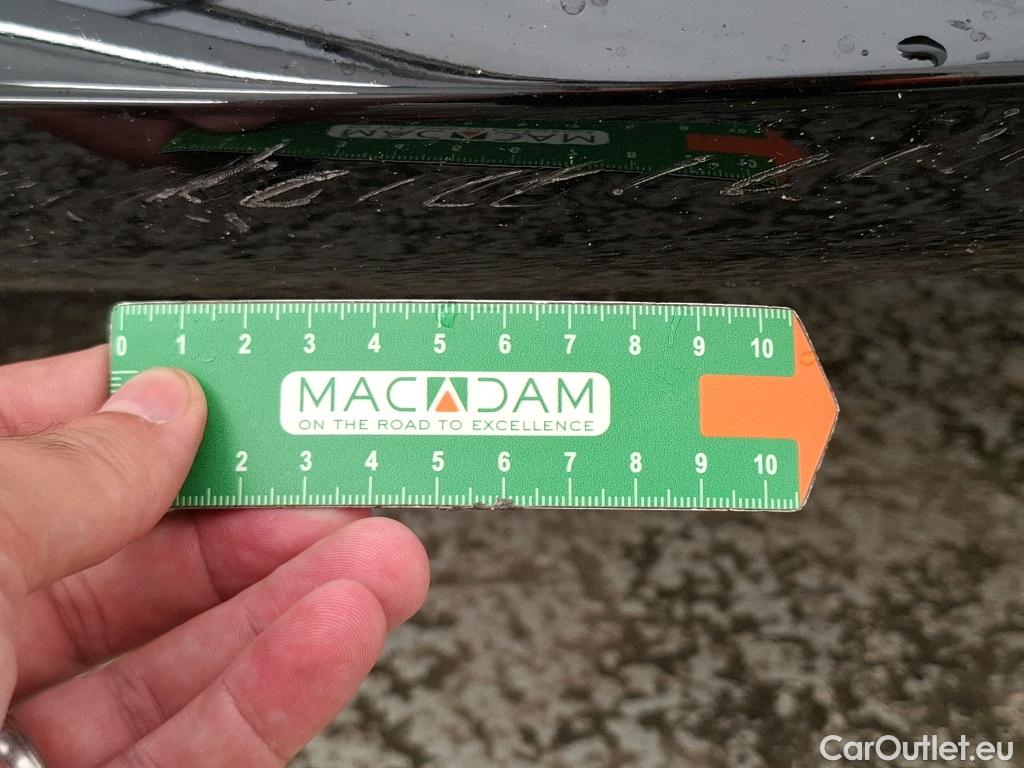 MACADAM
0 1 2 3 4 5 6 7 8 9 10
MACADAM
ON THE ROAD TO EXCELLENCE
2 3 4 5 6 7 8 9 10
CarOutlet.eu